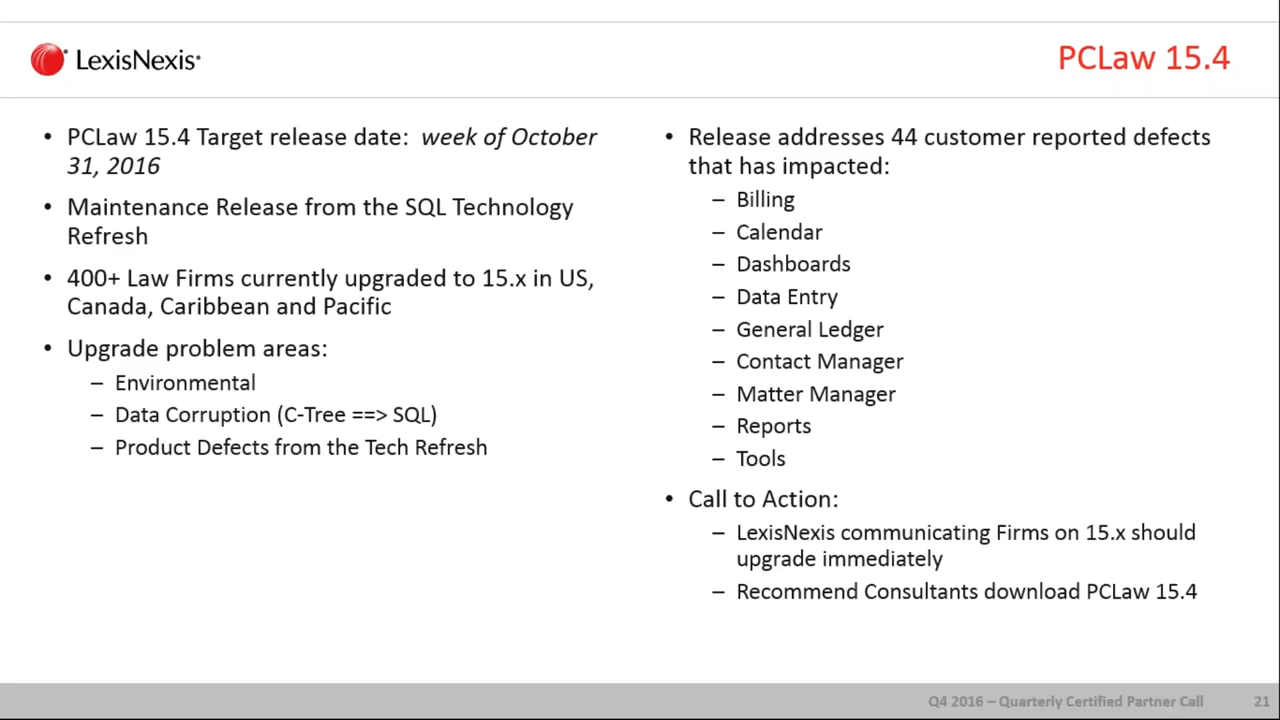 LexisNexis
PCLaw 15.4
• PCLaw 15.4 Target release date: week of October
31, 2016
• Maintenance Release from the SQL Technology
Refresh
• 400+ Law Firms currently upgraded to 15.x in US,
Canada, Caribbean and Pacific
• Upgrade problem areas:
– Environmental
– Data Corruption (C-Tree ==> SQL)
– Product Defects from the Tech Refresh
• Release addresses 44 customer reported defects
that has impacted:
– Billing
– Calendar
– Dashboards
– Data Entry
– General Ledger
– Contact Manager
– Matter Manager
– Reports
– Tools
• Call to Action:
– LexisNexis communicating Firms on 15.x should
upgrade immediately
– Recommend Consultants download PCLaw 15.4
Q4 2016 – Quarterly Certified Partner Call 21